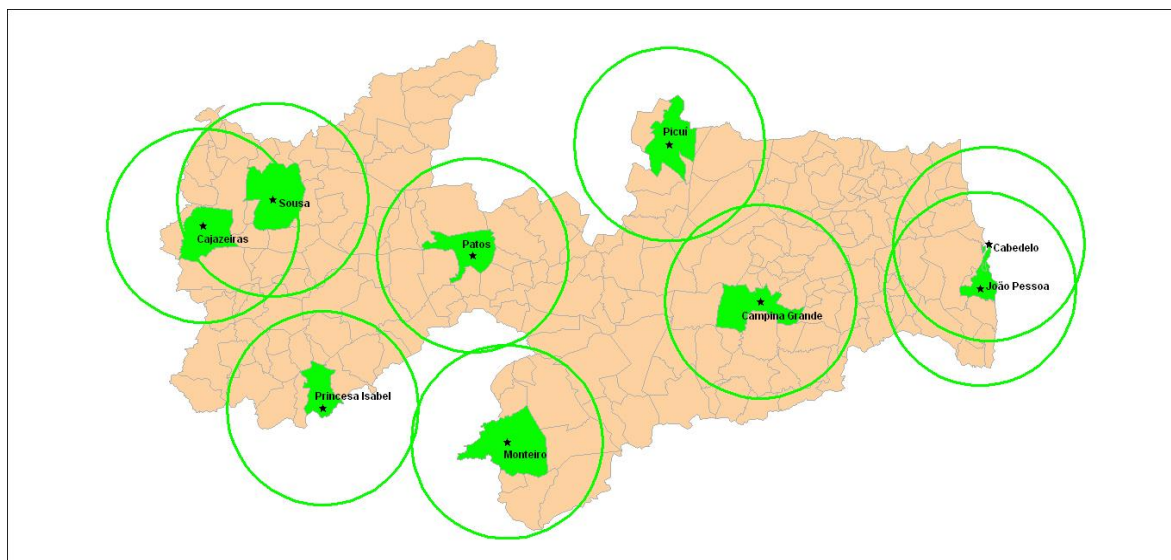 Picuí
Sousa
Cajazeiras
Patos
Cabedelo
João Pessoa
Campina Grande
Princesa Isabel
Monteiro